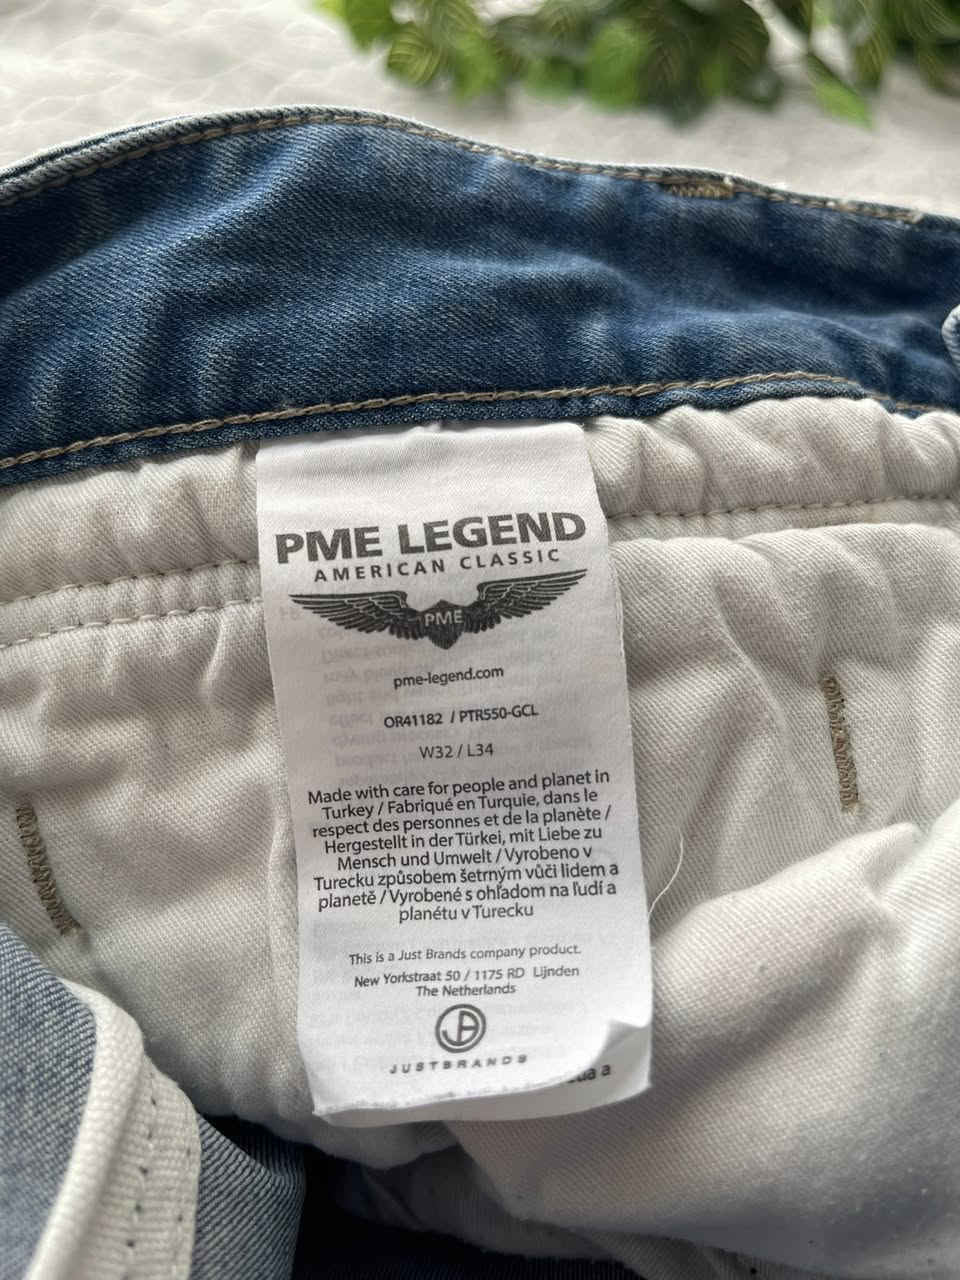 PME LEGEND
AMERICAN CLASSIC
PME
pme-legend.com
OR41182 / PTR550-GCL
W32 / L34
Made with care for people and planet in
Turkey / Fabriqué en Turquie, dans le
respect des personnes et de la planète /
Hergestellt in der Türkei, mit Liebe zu
Mensch und Umwelt / Vyrobeno v
Turecku způsobem šetrným vůči lidem a
planetě / Vyrobené s ohľadom na ľudí a
planétu v Turecku
This is a Just Brands company product.
New Yorkstraat 50 / 1175 RD Lijnden
The Netherlands
JB
JUSTBRANDS